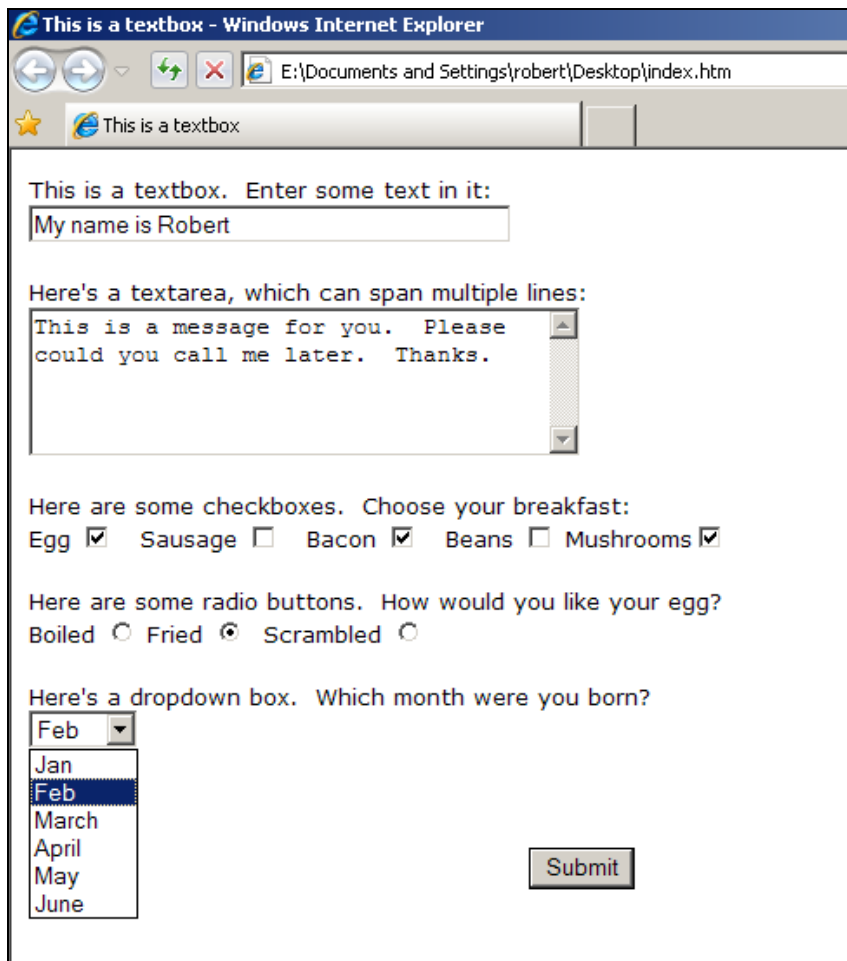 This is a textbox - Windows Internet Explorer
E:\Documents and Settings\robert\Desktop\index.htm
This is a textbox
This is a textbox.  Enter some text in it:
My name is Robert
Here's a textarea, which can span multiple lines:
This is a message for you.  Please
could you call me later.  Thanks.
Here are some checkboxes.  Choose your breakfast:
Egg Sausage Bacon Beans Mushrooms
Here are some radio buttons.  How would you like your egg?
Boiled Fried Scrambled
Here's a dropdown box.  Which month were you born?
Feb
Jan
Feb
March
April
May
June
Submit